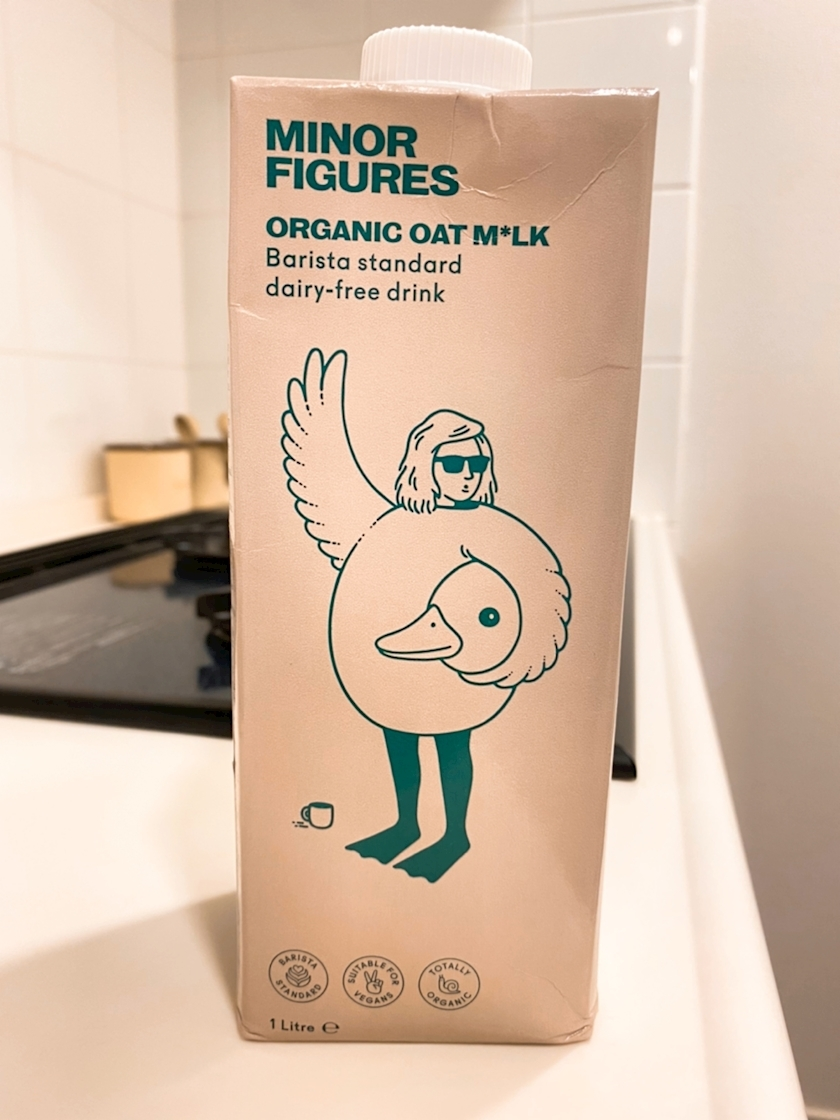 MINOR
FIGURES
ORGANIC OAT M*LK
Barista standard
dairy-free drink
BARISTA
STANDARD
SUITABLE FOR
VEGANS
TOTALLY
ORGANIC
1 Litre ℮